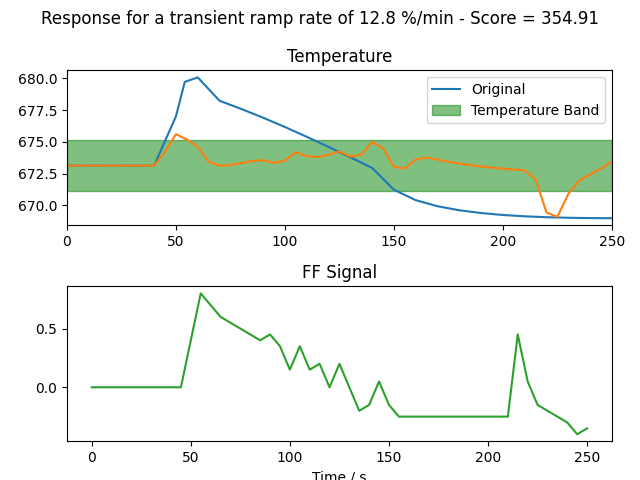 Response for a transient ramp rate of 12.8 %/min - Score = 354.91
Temperature
680.0
677.5
675.0
672.5
670.0
Original
Temperature Band
0 50 100 150 200 250
FF Signal
0.5
0.0
0 50 100 150 200 250
Time / s